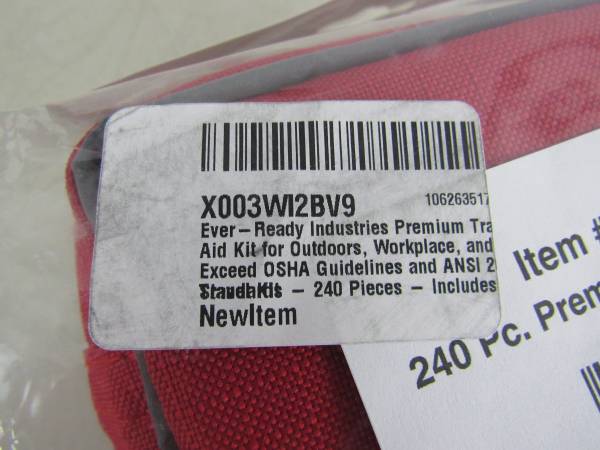 X003WI2BV9
106263517
Ever-Ready Industries Premium Tra
Aid Kit for Outdoors, Workplace, and
Exceed OSHA Guidelines and ANSI 2
- 240 Pieces - Includes
NewItem
Item #
240 Pc. Prem